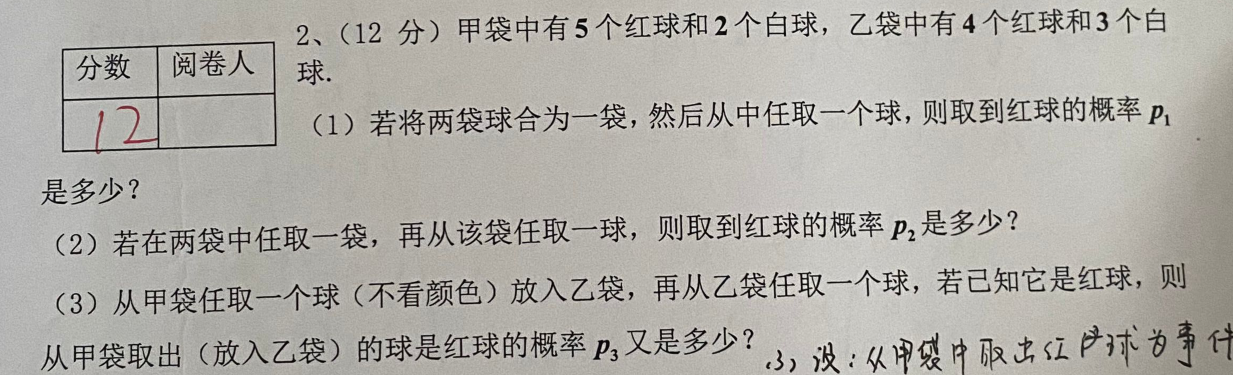 2、（12 分）甲袋中有5个红球和2个白球，乙袋中有4个红球和3个白
分数 阅卷人 球.
12
（1）若将两袋球合为一袋，然后从中任取一个球，则取到红球的概率 p₁
是多少？
（2）若在两袋中任取一袋，再从该袋任取一球，则取到红球的概率 p₂是多少？
（3）从甲袋任取一个球（不看颜色）放入乙袋，再从乙袋任取一个球，若已知它是红球，则
从甲袋取出（放入乙袋）的球是红球的概率 p₃又是多少？
(3) 设：从甲袋中取出红球为事件